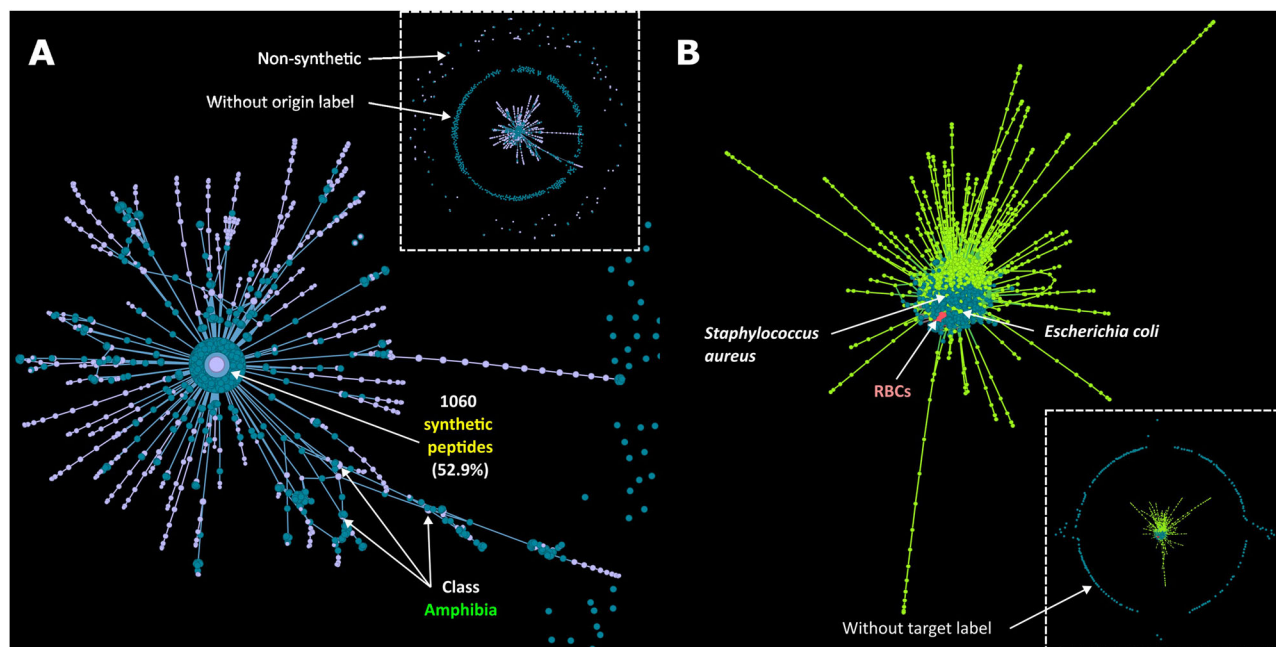 A
Non-synthetic
Without origin label
1060
synthetic
peptides
(52.9%)
Class
Amphibia
B
Staphylococcus
aureus
Escherichia coli
RBCs
Without target label